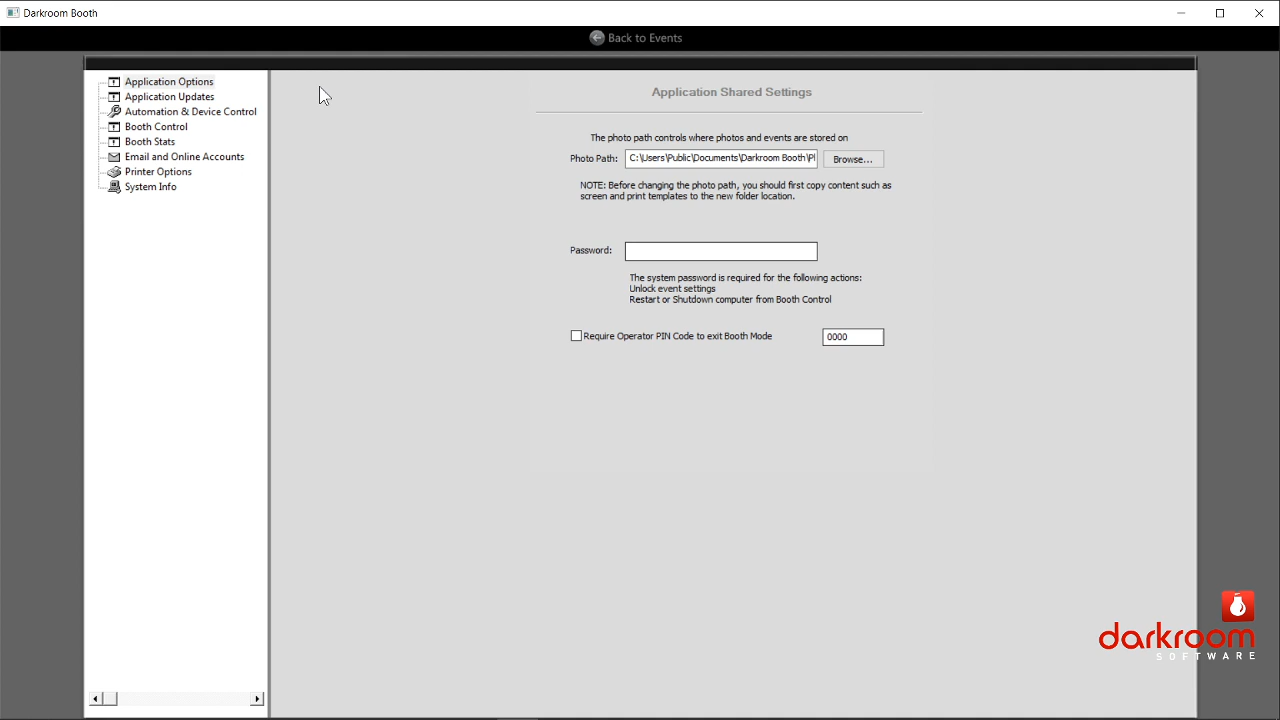 Darkroom Booth
Back to Events
Application Options
Application Updates
Automation & Device Control
Booth Control
Booth Stats
Email and Online Accounts
Printer Options
System Info
Application Shared Settings
The photo path controls where photos and events are stored on
Photo Path: C:\Users\Public\Documents\Darkroom Booth\Pl Browse...
NOTE: Before changing the photo path, you should first copy content such as
screen and print templates to the new folder location.
Password:
The system password is required for the following actions:
Unlock event settings
Restart or Shutdown computer from Booth Control
Require Operator PIN Code to exit Booth Mode 0000
darkroom
SOFTWARE